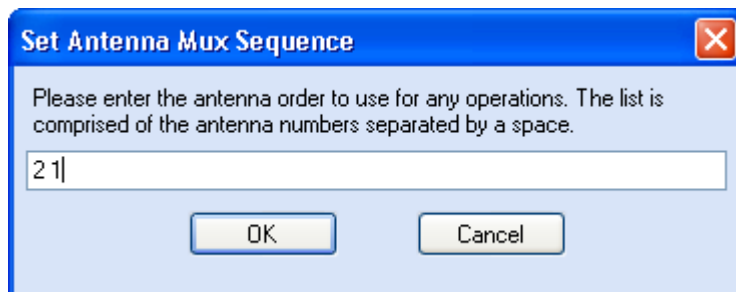 Set Antenna Mux Sequence
Please enter the antenna order to use for any operations. The list is
comprised of the antenna numbers separated by a space.
2 1
OK
Cancel